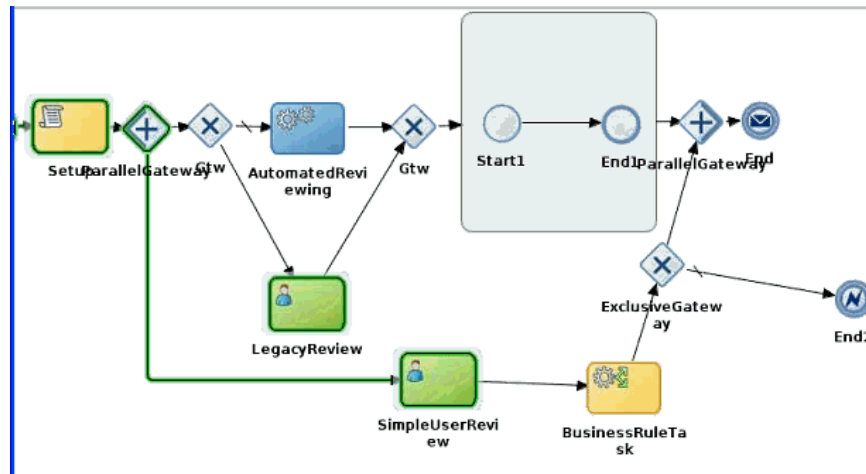 Setup
ParallelGateway
Gtw
AutomatedRevi
ewing
Gtw
Start1
End1
ParallelGateway
End
LegacyReview
ExclusiveGatew
ay
End2
SimpleUserRevi
ew
BusinessRuleTa
sk